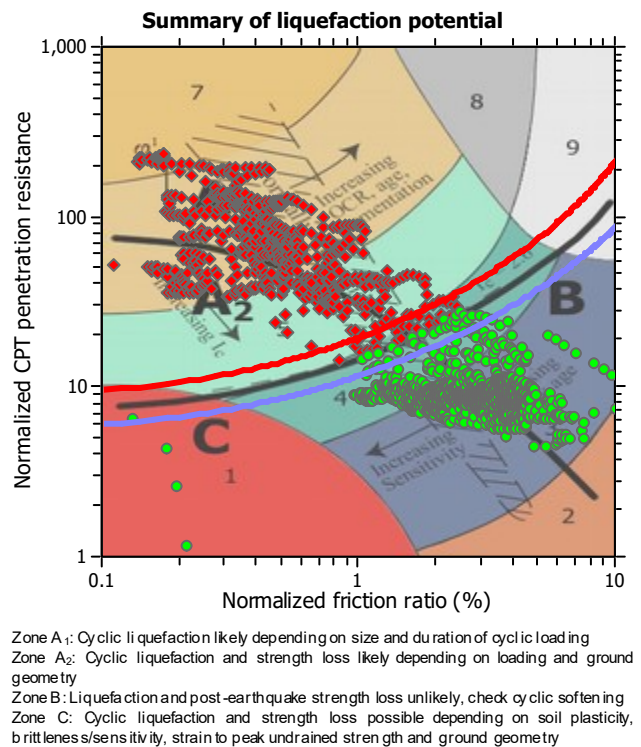 Summary of liquefaction potential
1,000
7
8
9
Increasing
OCR, age,
cementation
100
A2
Increasing Ic
B
10
4
C
1
Increasing
Sensitivity
2
1
0.1
1
10
Normalized CPT penetration resistance
Normalized friction ratio (%)
Zone A1: Cyclic liquefaction likely depending on size and duration of cyclic loading
Zone A2: Cyclic liquefaction and strength loss likely depending on loading and ground
geometry
Zone B: Liquefaction and post-earthquake strength loss unlikely, check cyclic softening
Zone C: Cyclic liquefaction and strength loss possible depending on soil plasticity,
brittleness/sensitivity, strain to peak undrained strength and ground geometry